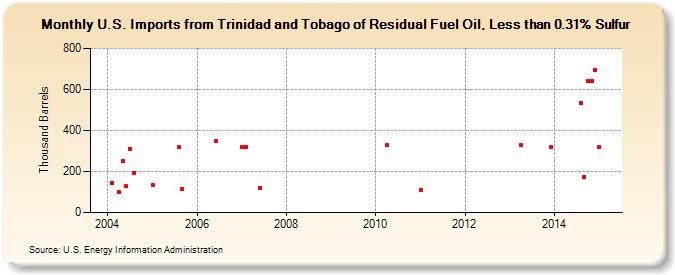 Monthly U.S. Imports from Trinidad and Tobago of Residual Fuel Oil, Less than 0.31% Sulfur
Thousand Barrels
800
600
400
200
0
2004 2006 2008 2010 2012 2014
Source: U.S. Energy Information Administration